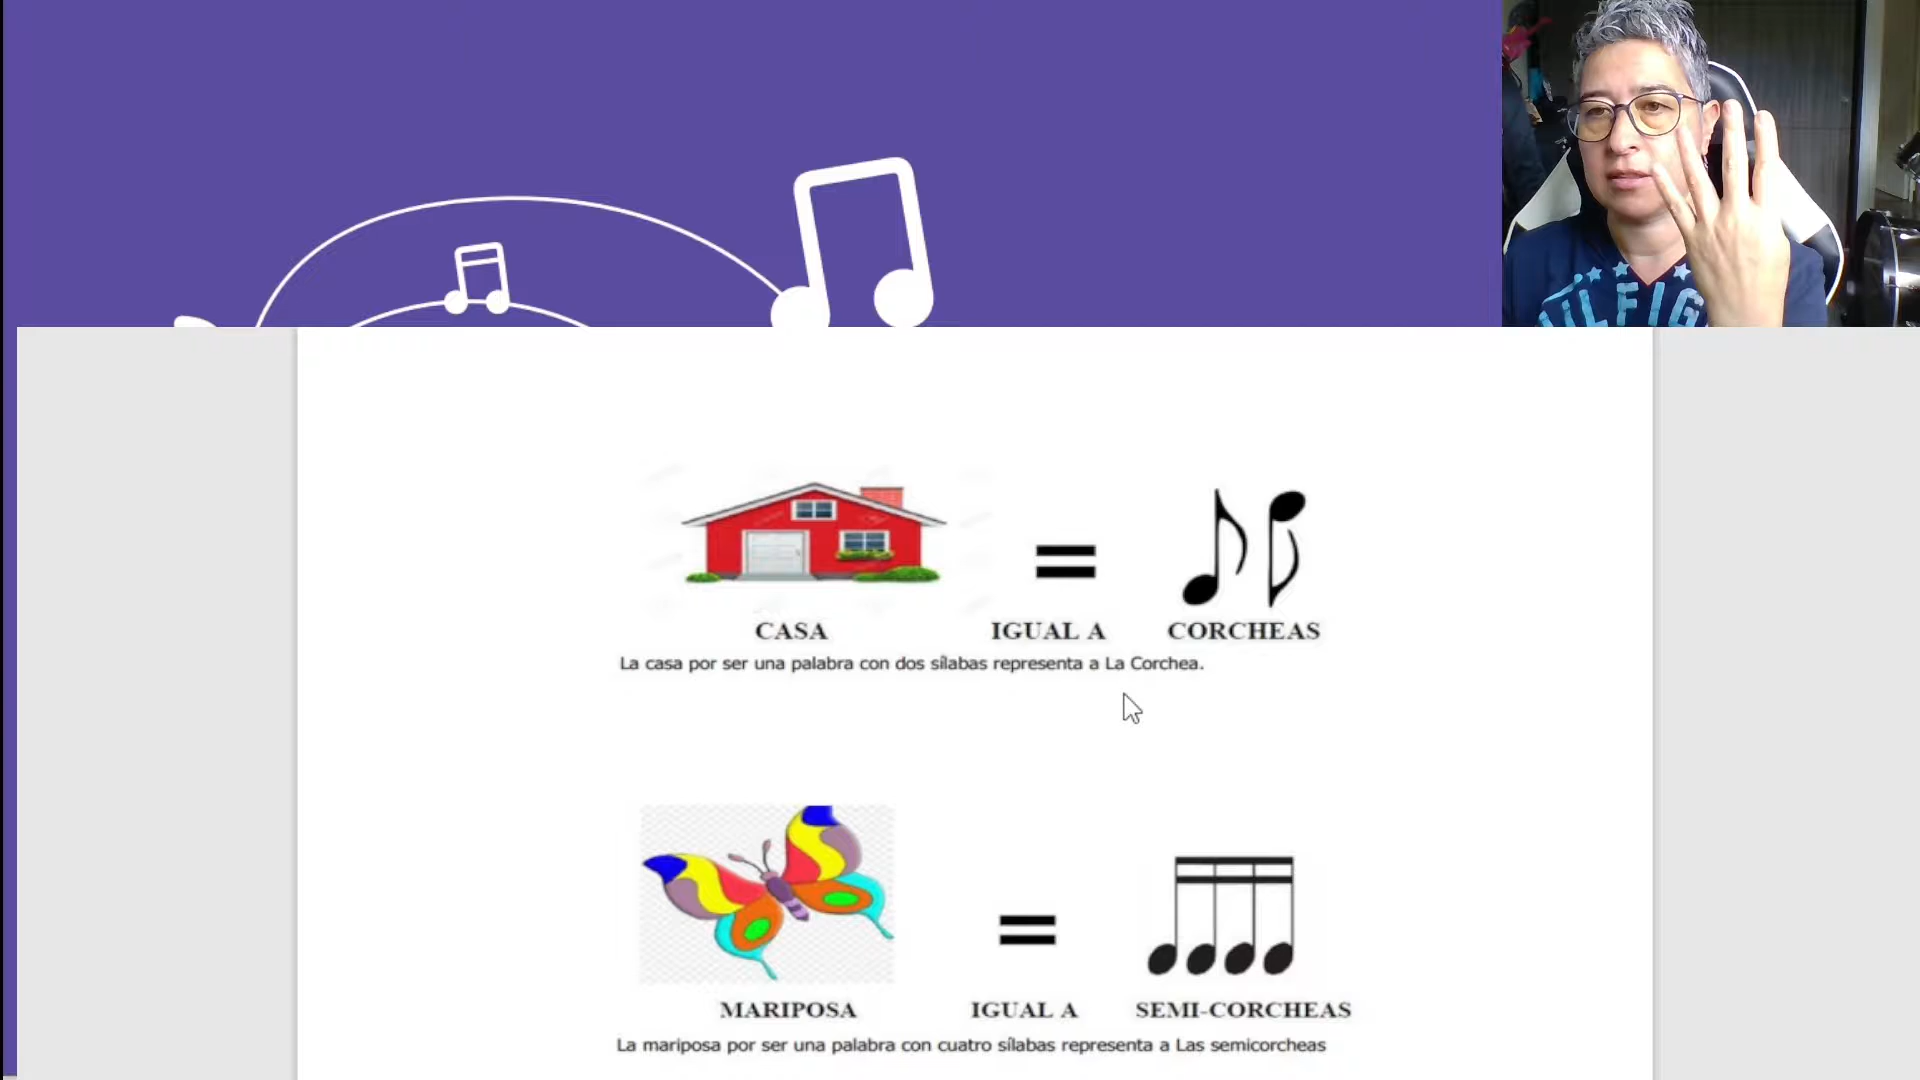 ILFIG
CASA IGUAL A CORCHEAS
La casa por ser una palabra con dos sílabas representa a La Corchea.
MARIPOSA IGUAL A SEMI-CORCHEAS
La mariposa por ser una palabra con cuatro sílabas representa a Las semicorcheas